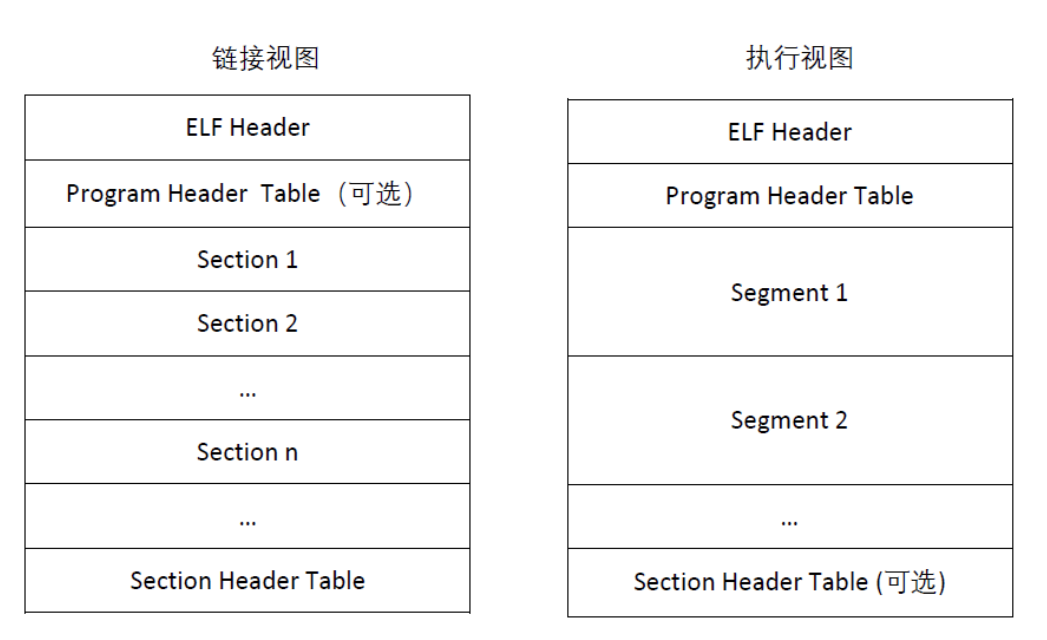 链接视图
ELF Header
Program Header Table（可选）
Section 1
Section 2
...
Section n
...
Section Header Table
执行视图
ELF Header
Program Header Table
Segment 1
Segment 2
...
Section Header Table (可选)